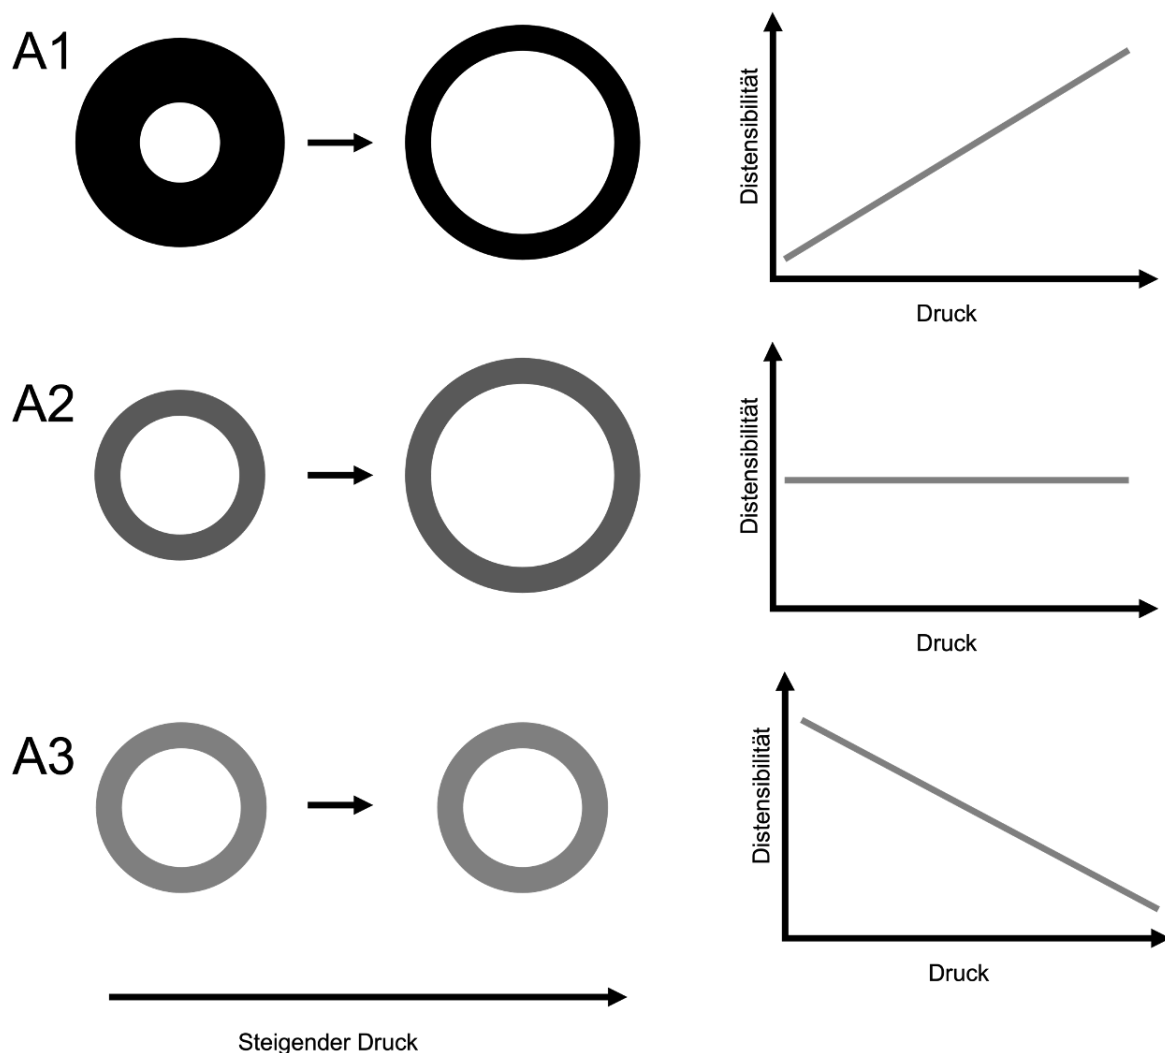 A1
Distensibilität
Druck
A2
Distensibilität
Druck
A3
Distensibilität
Druck
Steigender Druck